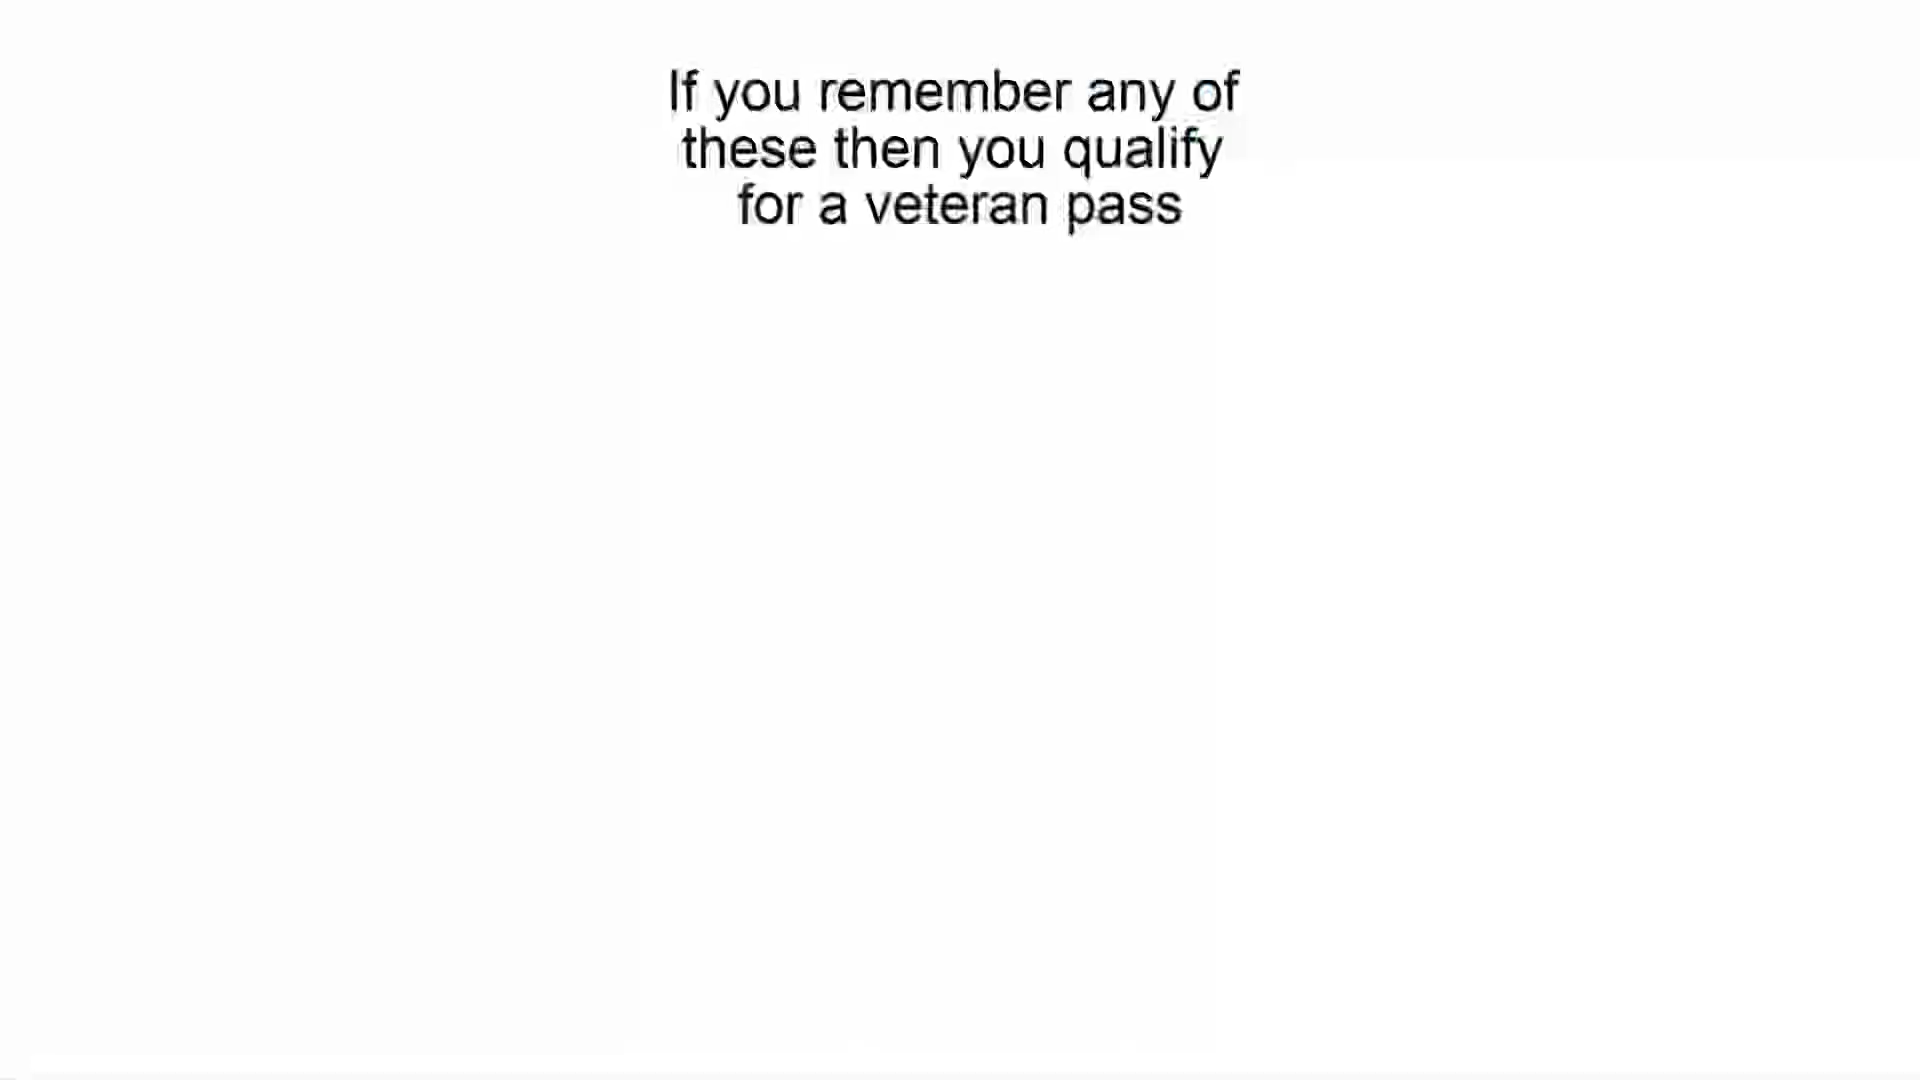 If you remember any of
these then you qualify
for a veteran pass